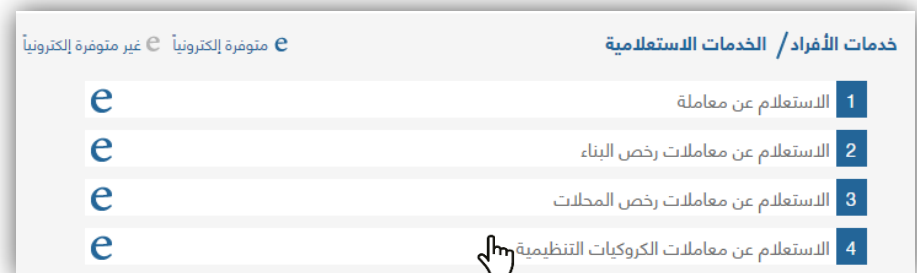 خدمات الأفراد/ الخدمات الاستعلامية e متوفرة إلكترونياً e غير متوفرة إلكترونياً
1 الاستعلام عن معاملة e
2 الاستعلام عن معاملات رخص البناء e
3 الاستعلام عن معاملات رخص المحلات e
4 الاستعلام عن معاملات الكروكيات التنظيمية e